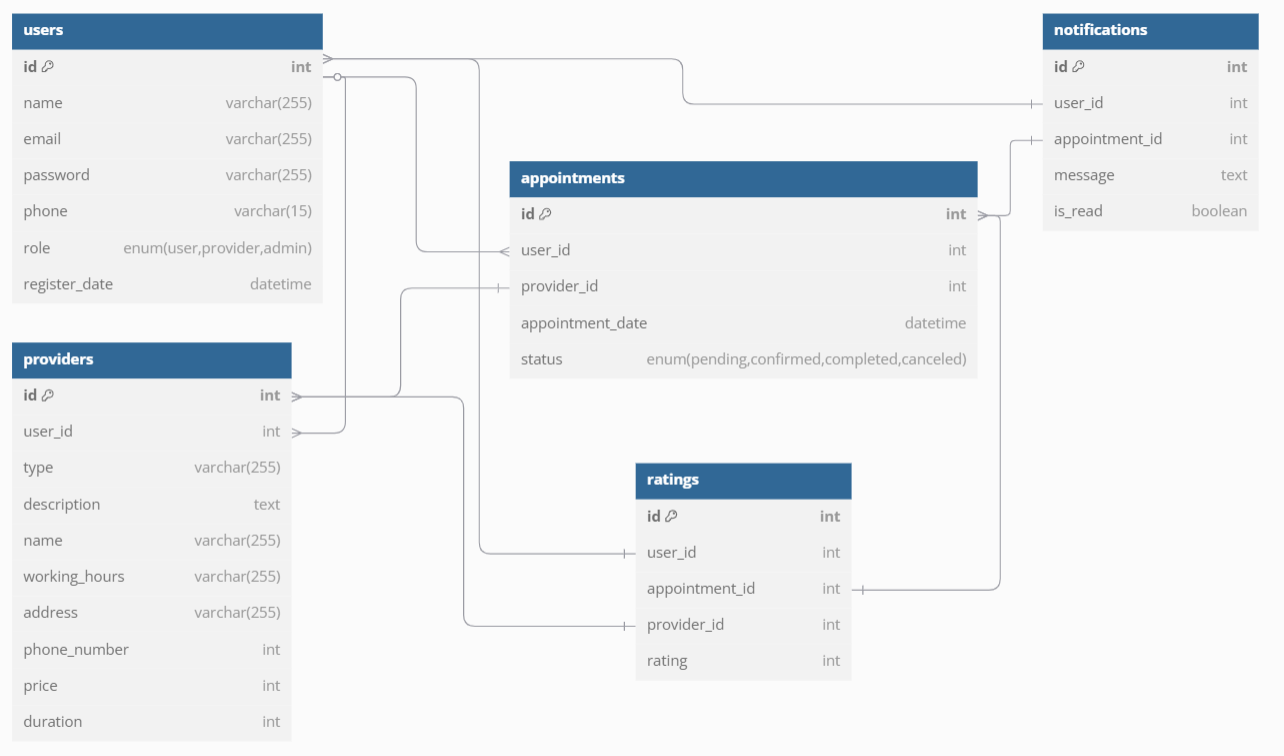 users
id int
name varchar(255)
email varchar(255)
password varchar(255)
phone varchar(15)
role enum(user,provider,admin)
register_date datetime
notifications
id int
user_id int
appointment_id int
message text
is_read boolean
appointments
id int
user_id int
provider_id int
appointment_date datetime
status enum(pending,confirmed,completed,canceled)
providers
id int
user_id int
type varchar(255)
description text
name varchar(255)
working_hours varchar(255)
address varchar(255)
phone_number int
price int
duration int
ratings
id int
user_id int
appointment_id int
provider_id int
rating int